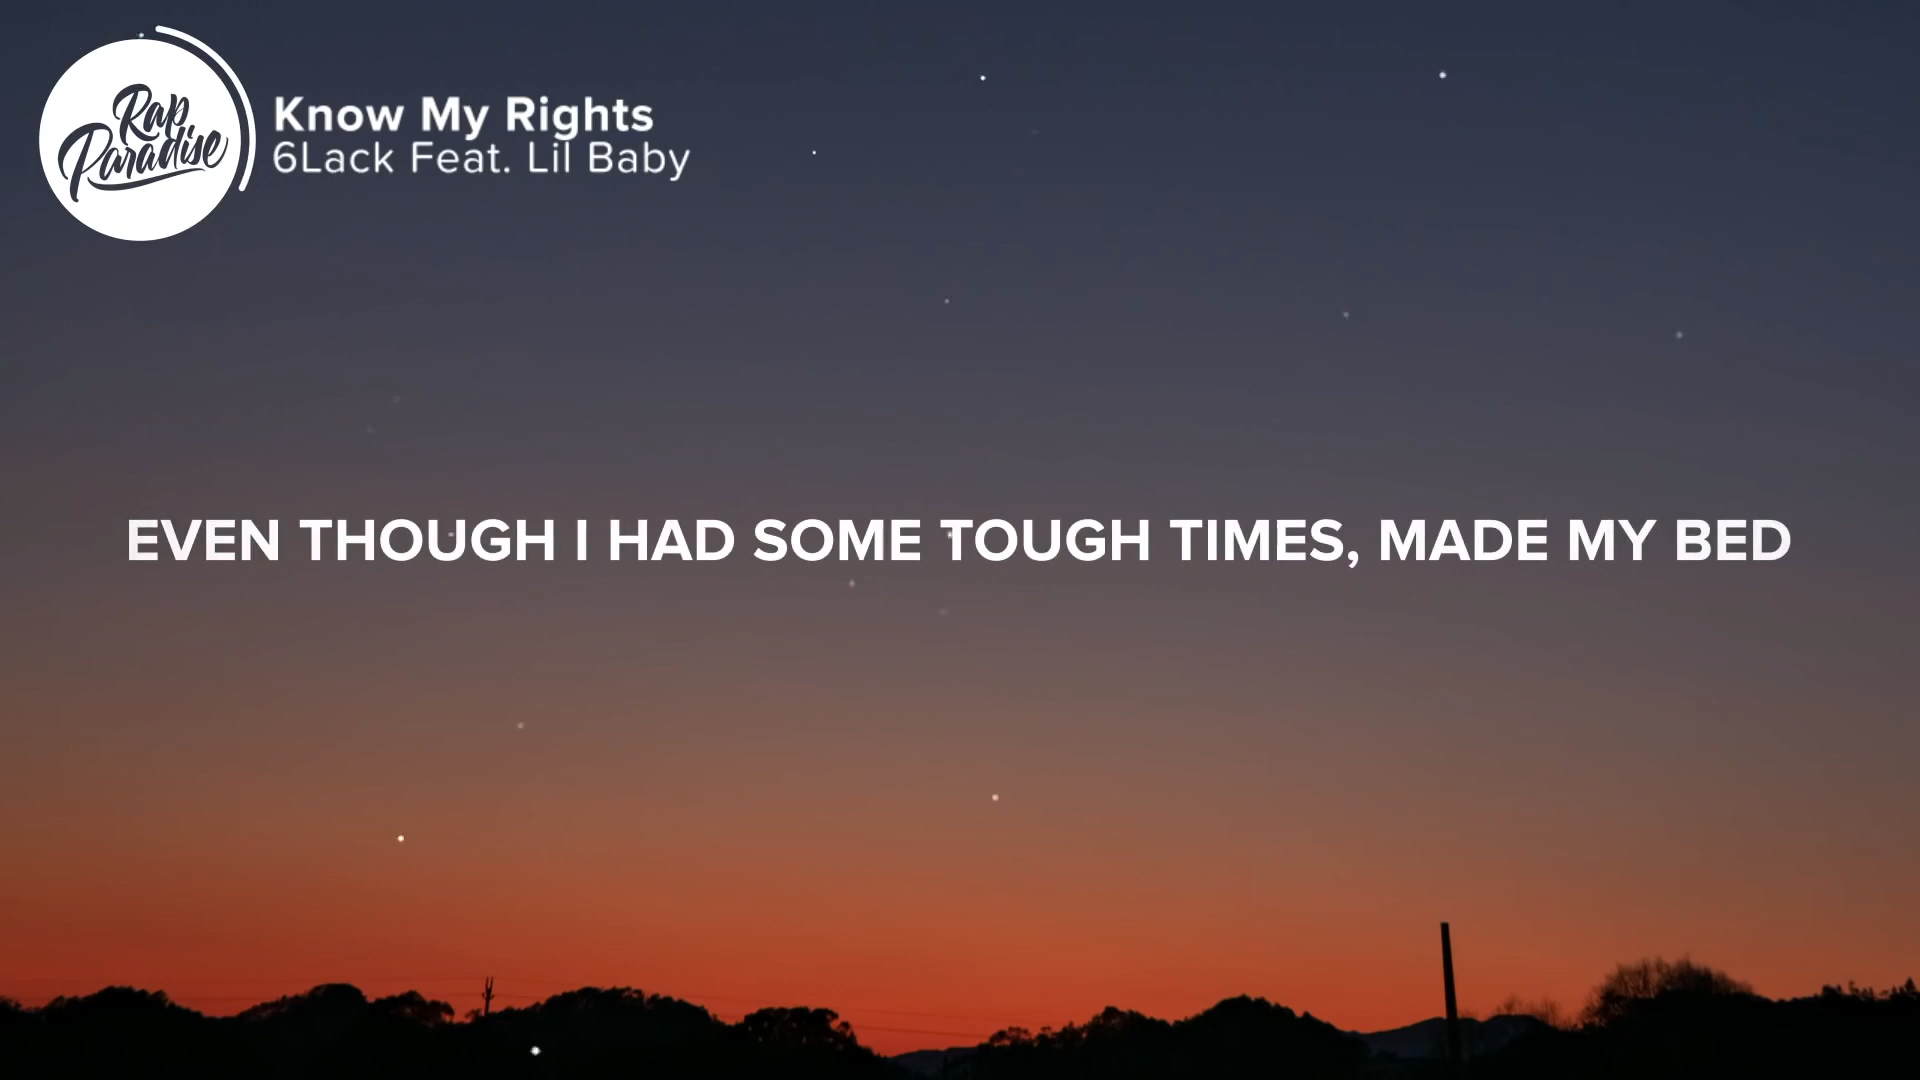 Rap
Paradise
Know My Rights
6Lack Feat. Lil Baby
EVEN THOUGH I HAD SOME TOUGH TIMES, MADE MY BED